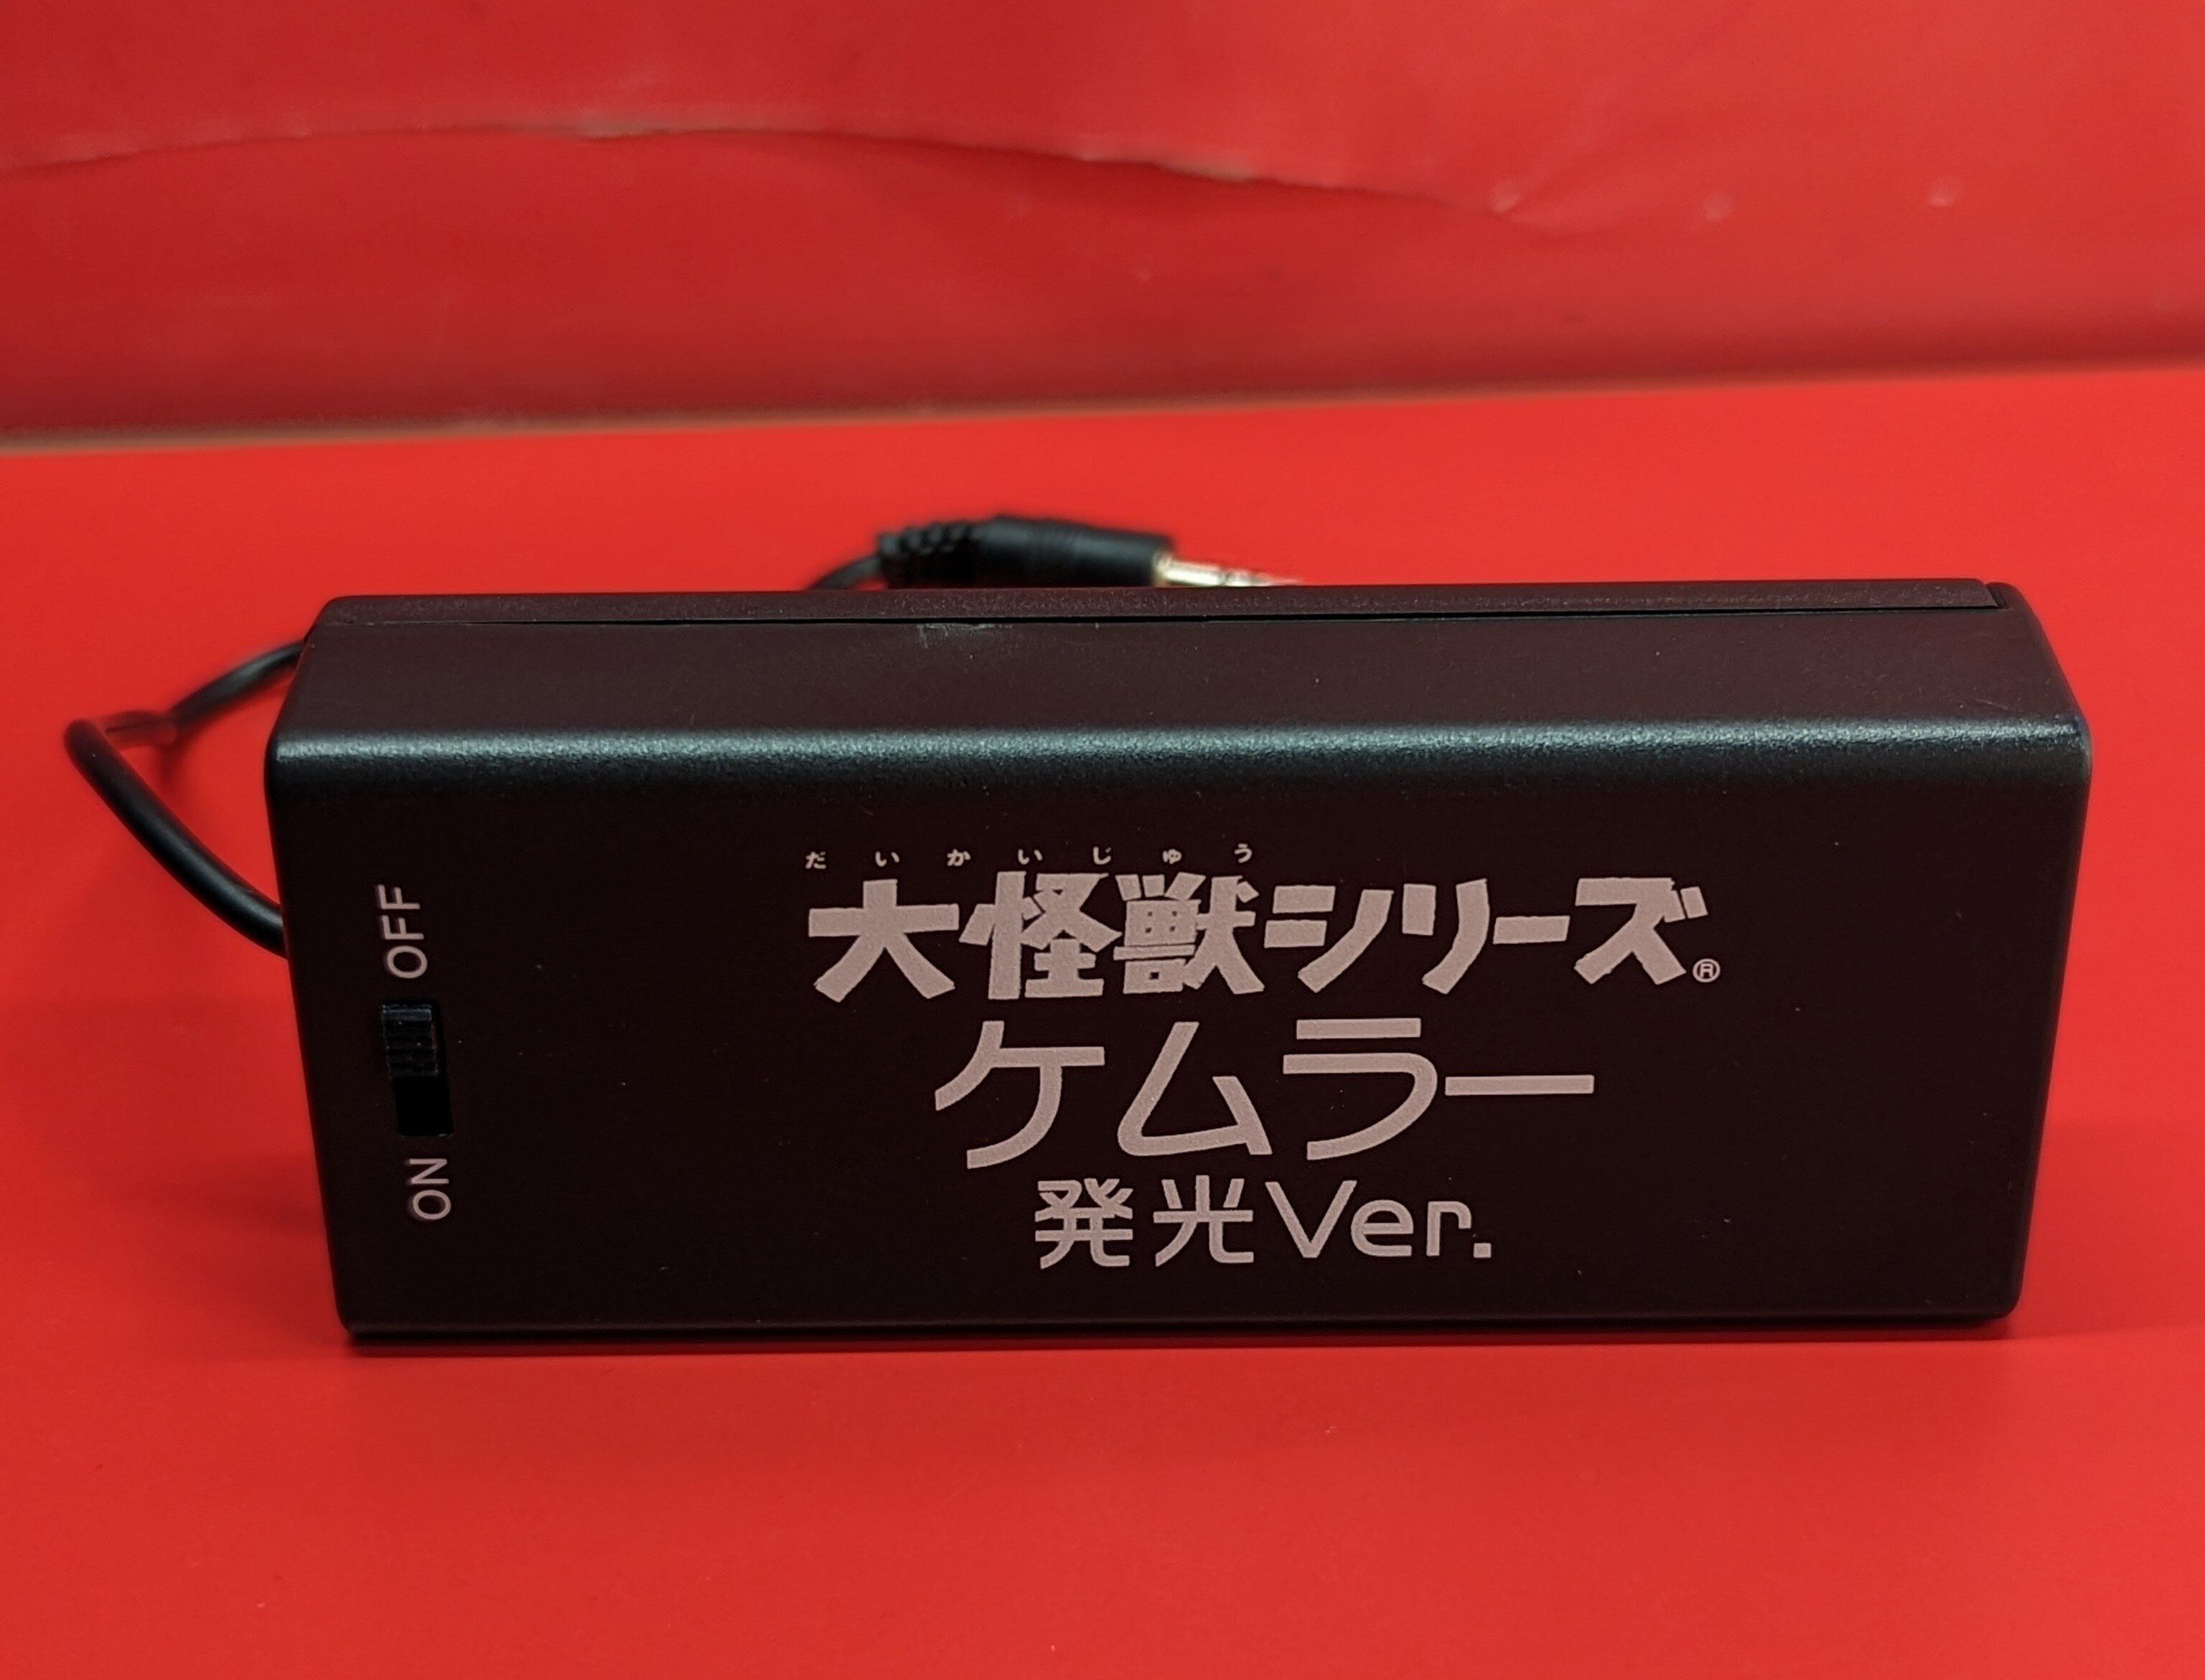 だいかいじゅう
大怪獣シリーズ®
ケムラー
発光Ver.
OFF
ON